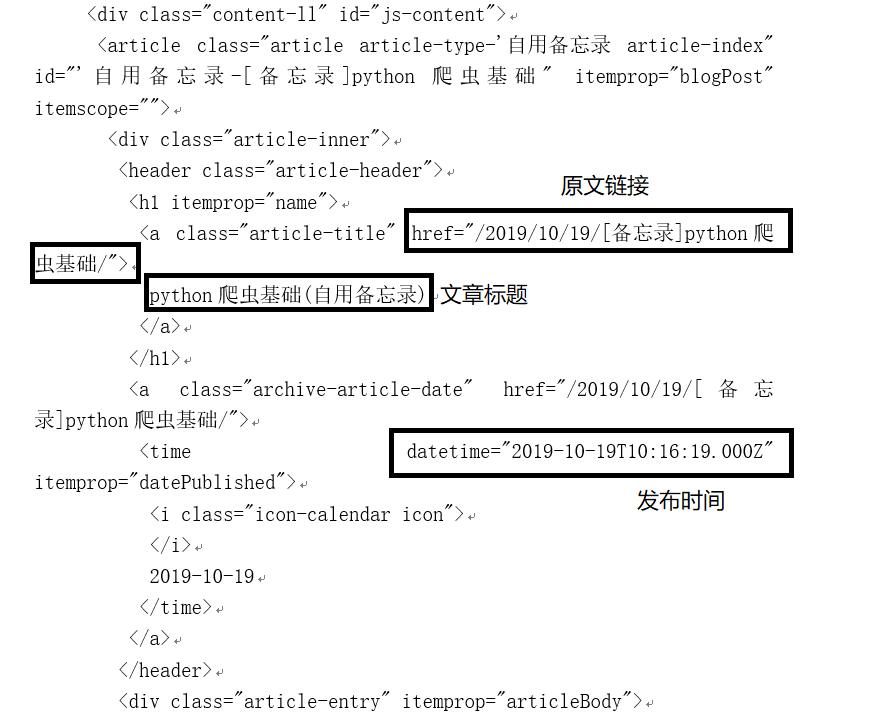 <div class="content-ll" id="js-content">
<article class="article article-type-'自用备忘录 article-index"
id="'自用备忘录-[备忘录]python 爬虫基础" itemprop="blogPost"
itemscope="">
<div class="article-inner">
<header class="article-header">
原文链接
<h1 itemprop="name">
<a class="article-title" href="/2019/10/19/[备忘录]python 爬
虫基础/">
python 爬虫基础(自用备忘录) 文章标题
</a>
</h1>
<a class="archive-article-date" href="/2019/10/19/[备忘
录]python 爬虫基础/">
<time datetime="2019-10-19T10:16:19.000Z"
itemprop="datePublished">
发布时间
<i class="icon-calendar icon">
</i>
2019-10-19
</time>
</a>
</header>
<div class="article-entry" itemprop="articleBody">